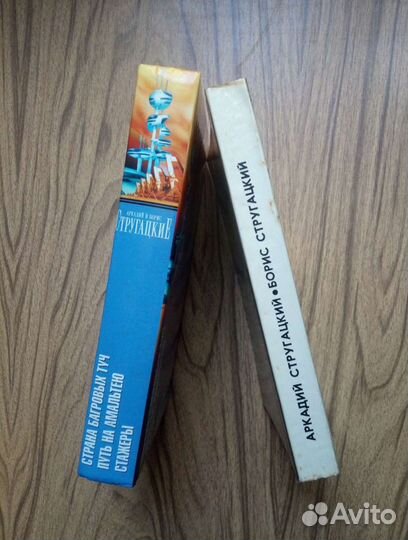 АРКАДИЙ И БОРИС
СТРУГАЦКИЕ
СТРАНА БАГРОВЫХ ТУЧ
ПУТЬ НА АМАЛЬТЕЮ
СТАЖЕРЫ
АРКАДИЙ СТРУГАЦКИЙ • БОРИС СТРУГАЦКИЙ
Avito